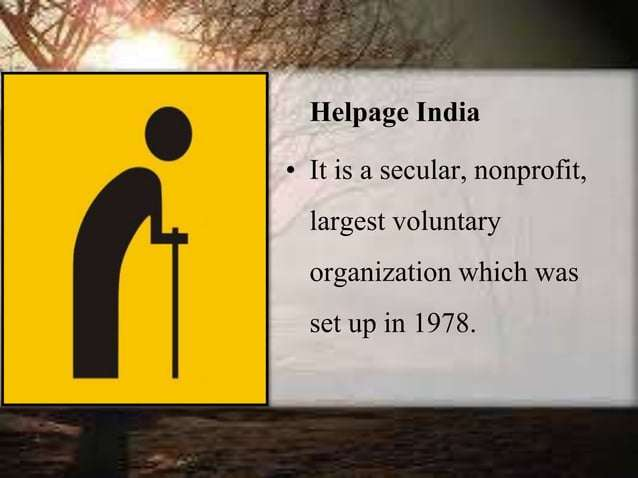 Helpage India
• It is a secular, nonprofit,
largest voluntary
organization which was
set up in 1978.